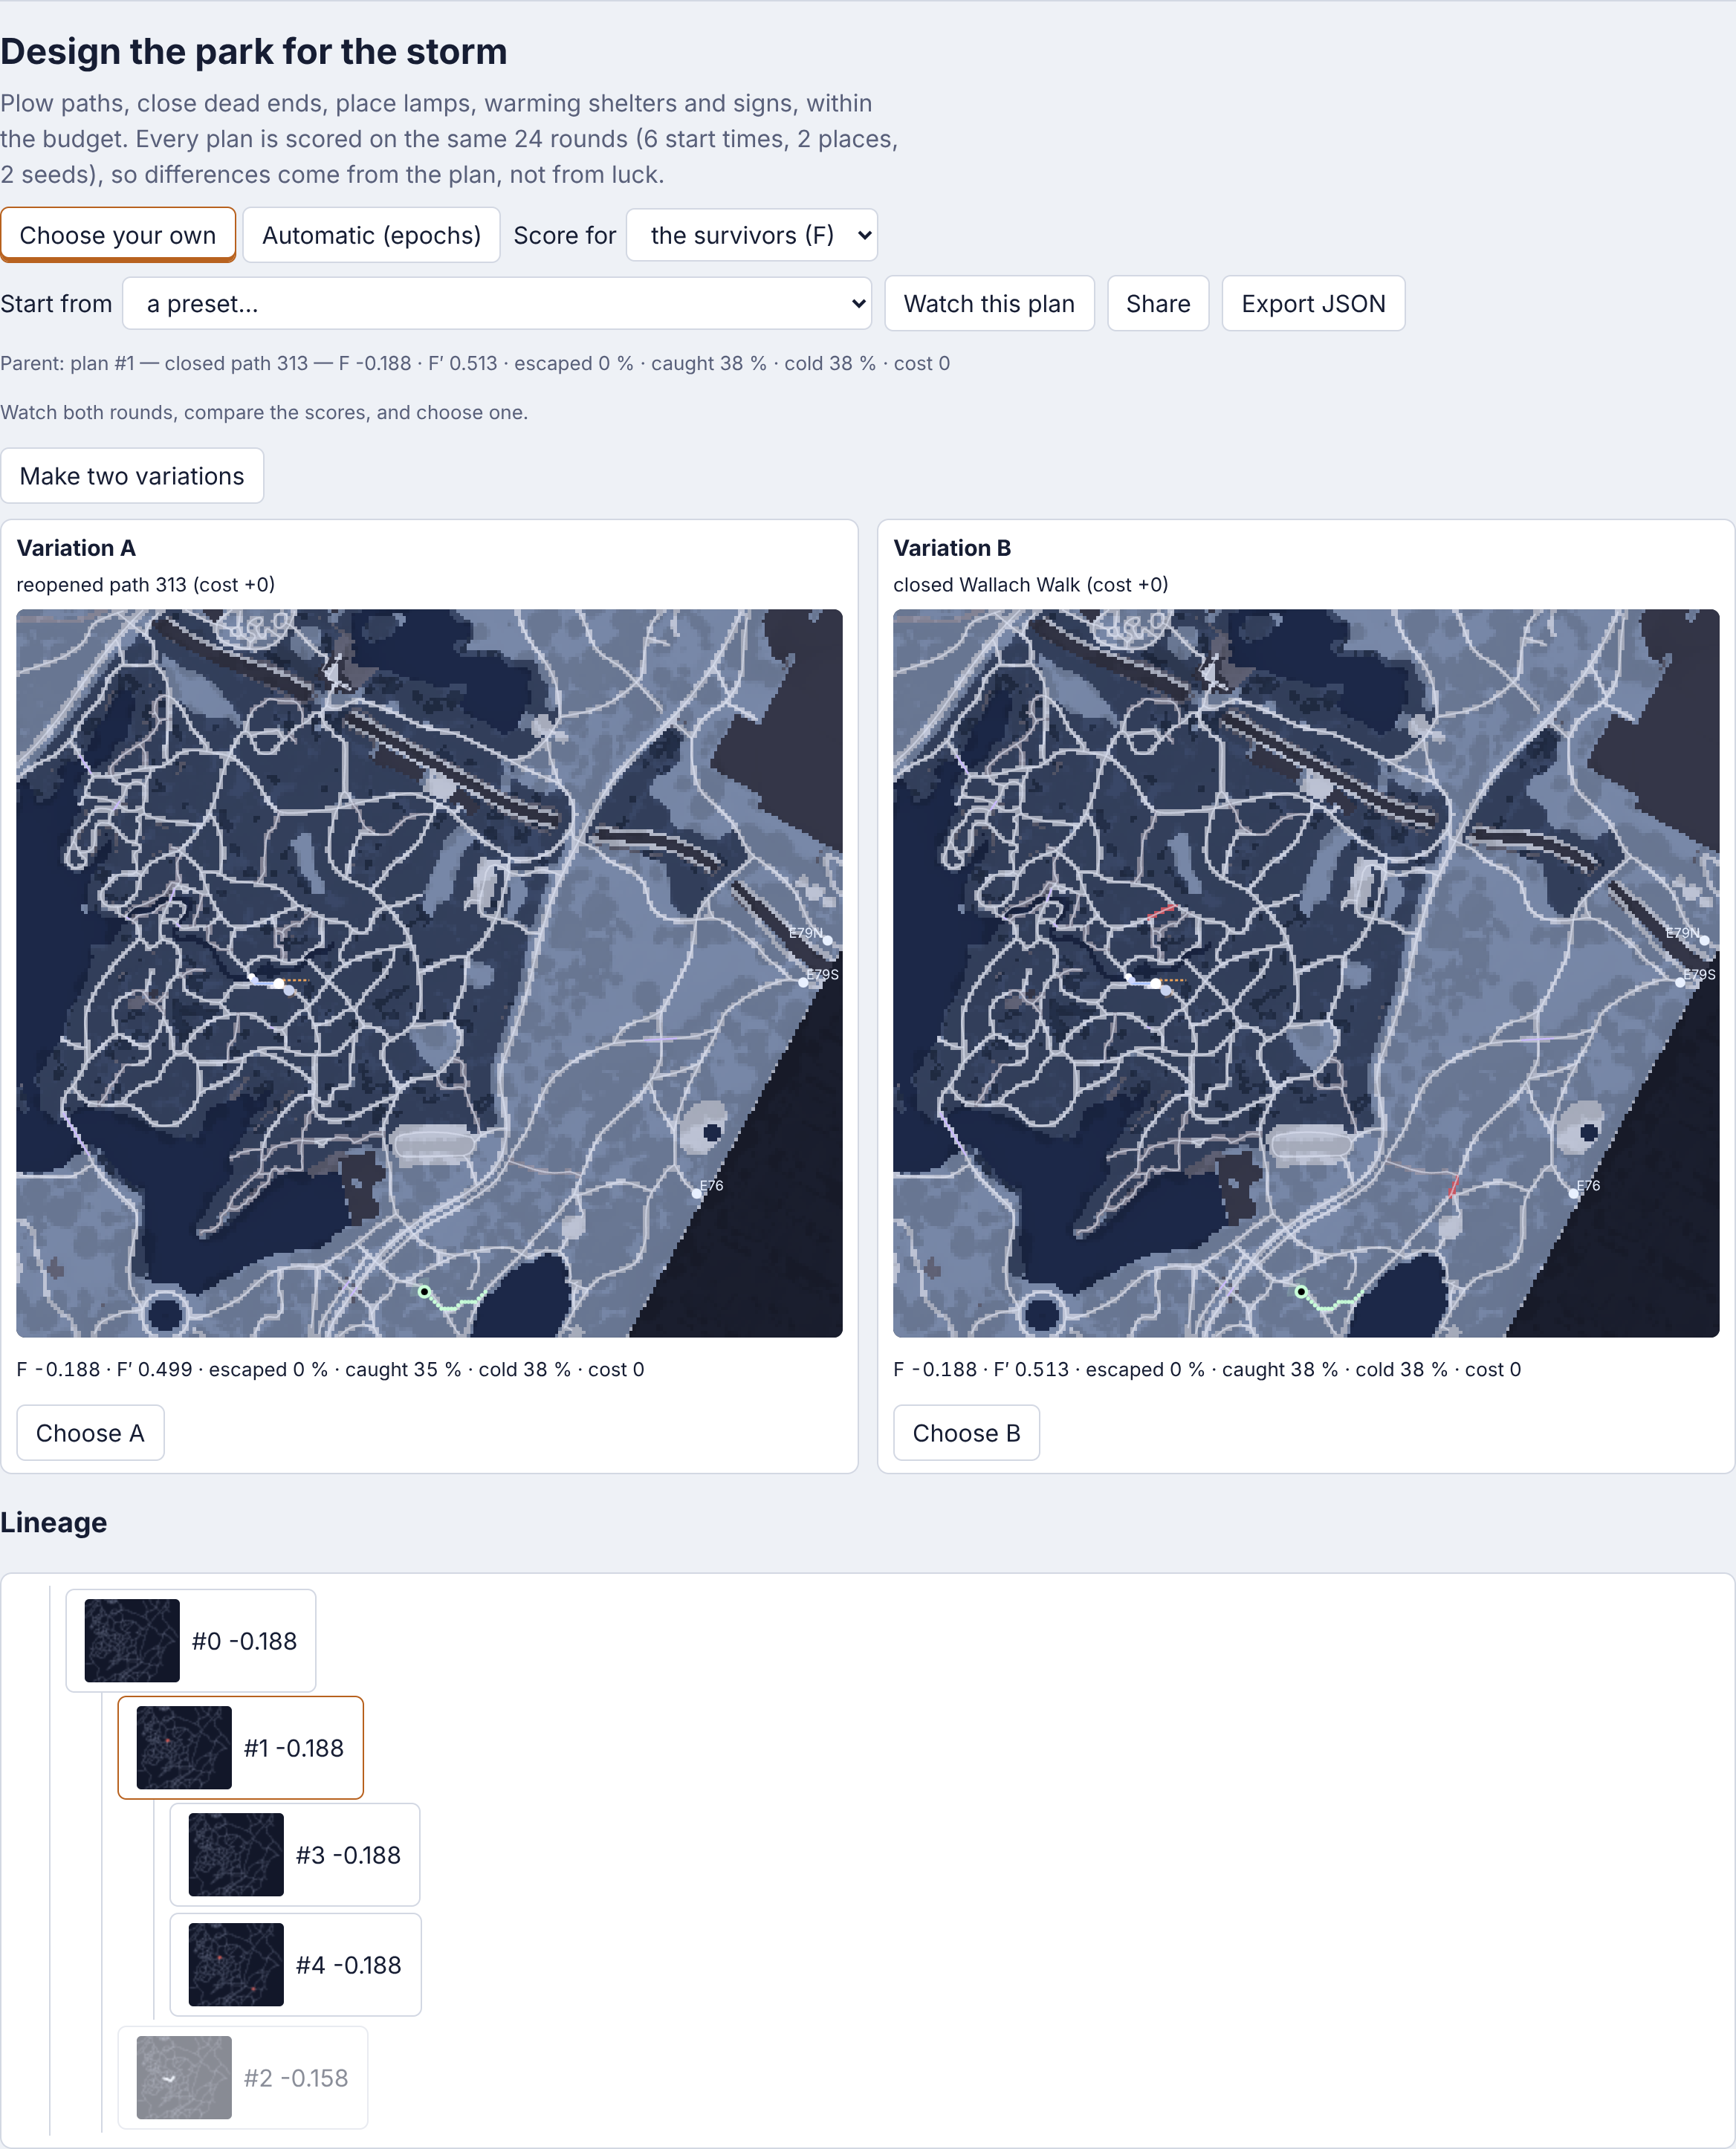 Design the park for the storm
Plow paths, close dead ends, place lamps, warming shelters and signs, within
the budget. Every plan is scored on the same 24 rounds (6 start times, 2 places,
2 seeds), so differences come from the plan, not from luck.
Choose your own Automatic (epochs) Score for the survivors (F)
Start from a preset... Watch this plan Share Export JSON
Parent: plan #1 — closed path 313 — F -0.188 · F′ 0.513 · escaped 0 % · caught 38 % · cold 38 % · cost 0
Watch both rounds, compare the scores, and choose one.
Make two variations
Variation A
reopened path 313 (cost +0)
E79N
E79S
E76
F -0.188 · F′ 0.499 · escaped 0 % · caught 35 % · cold 38 % · cost 0
Choose A
Variation B
closed Wallach Walk (cost +0)
E79N
E79S
E76
F -0.188 · F′ 0.513 · escaped 0 % · caught 38 % · cold 38 % · cost 0
Choose B
Lineage
#0 -0.188
#1 -0.188
#3 -0.188
#4 -0.188
#2 -0.158